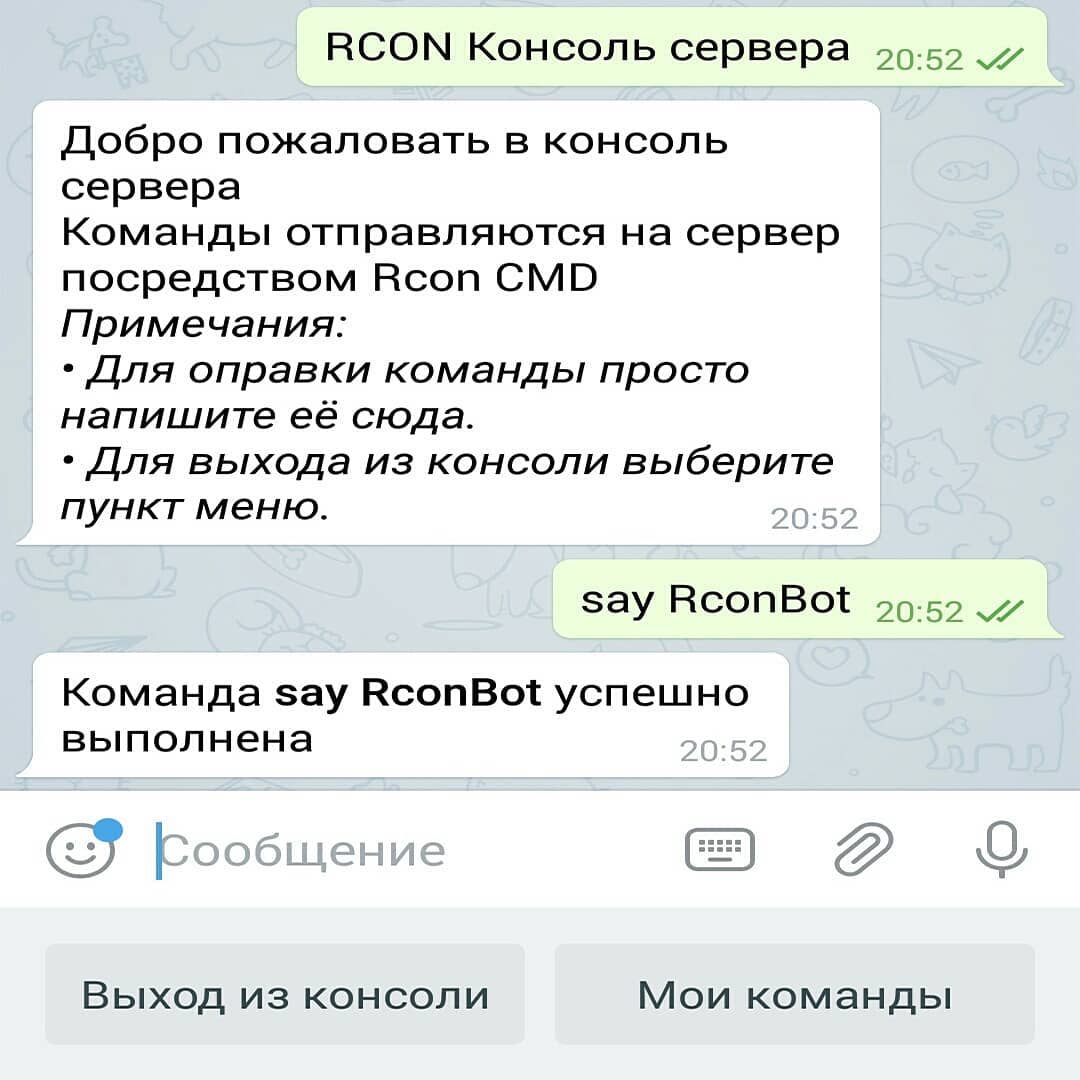 RCON Консоль сервера 20:52
Добро пожаловать в консоль
сервера
Команды отправляются на сервер
посредством Rcon CMD
Примечания:
• Для оправки команды просто
напишите её сюда.
• Для выхода из консоли выберите
пункт меню.
20:52
say RconBot 20:52
Команда say RconBot успешно
выполнена
20:52
Сообщение
Выход из консоли
Мои команды